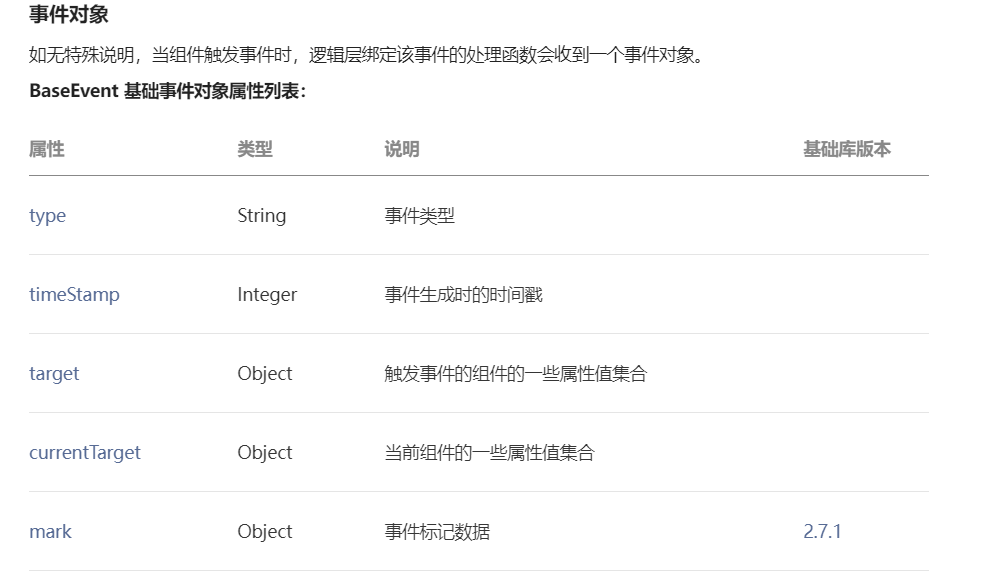 事件对象
如无特殊说明，当组件触发事件时，逻辑层绑定该事件的处理函数会收到一个事件对象。
BaseEvent 基础事件对象属性列表：
属性 类型 说明 基础库版本
type String 事件类型
timeStamp Integer 事件生成时的时间戳
target Object 触发事件的组件的一些属性值集合
currentTarget Object 当前组件的一些属性值集合
mark Object 事件标记数据 2.7.1